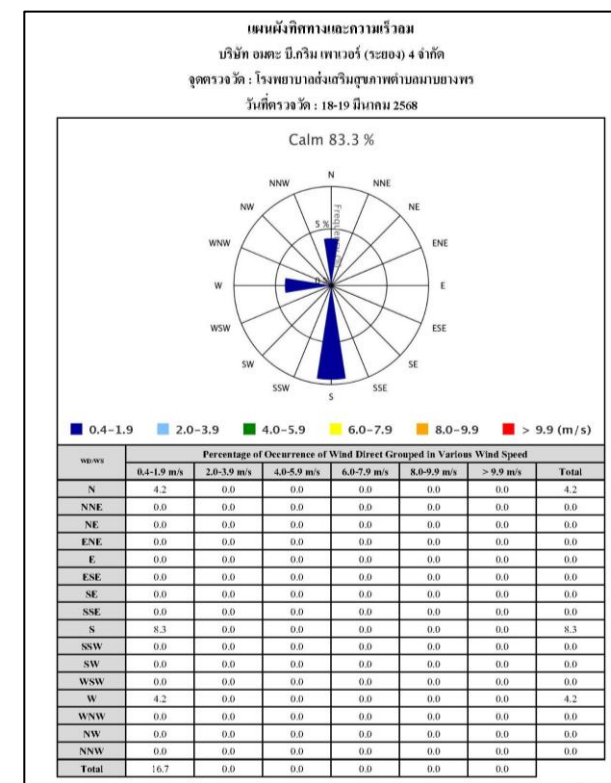 แผนผังทิศทางและความเร็วลม
บริษัท อมตะ บี.กริม เพาเวอร์ (ระยอง) 4 จำกัด
จุดตรวจวัด : โรงพยาบาลส่งเสริมสุขภาพตำบลมาบยางพร
วันที่ตรวจวัด : 18-19 มีนาคม 2568
Calm 83.3 %
N
NNW NNE
NW NE
5 %
WNW ENE
W E
WSW ESE
SW SE
SSW SSE
S
0.4-1.9 2.0-3.9 4.0-5.9 6.0-7.9 8.0-9.9 > 9.9 (m/s)
WD/WS Percentage of Occurrence of Wind Direct Grouped in Various Wind Speed
0.4-1.9 m/s 2.0-3.9 m/s 4.0-5.9 m/s 6.0-7.9 m/s 8.0-9.9 m/s > 9.9 m/s Total
N 4.2 0.0 0.0 0.0 0.0 0.0 4.2
NNE 0.0 0.0 0.0 0.0 0.0 0.0 0.0
NE 0.0 0.0 0.0 0.0 0.0 0.0 0.0
ENE 0.0 0.0 0.0 0.0 0.0 0.0 0.0
E 0.0 0.0 0.0 0.0 0.0 0.0 0.0
ESE 0.0 0.0 0.0 0.0 0.0 0.0 0.0
SE 0.0 0.0 0.0 0.0 0.0 0.0 0.0
SSE 0.0 0.0 0.0 0.0 0.0 0.0 0.0
S 8.3 0.0 0.0 0.0 0.0 0.0 8.3
SSW 0.0 0.0 0.0 0.0 0.0 0.0 0.0
SW 0.0 0.0 0.0 0.0 0.0 0.0 0.0
WSW 0.0 0.0 0.0 0.0 0.0 0.0 0.0
W 4.2 0.0 0.0 0.0 0.0 0.0 4.2
WNW 0.0 0.0 0.0 0.0 0.0 0.0 0.0
NW 0.0 0.0 0.0 0.0 0.0 0.0 0.0
NNW 0.0 0.0 0.0 0.0 0.0 0.0 0.0
Total 16.7 0.0 0.0 0.0 0.0 0.0